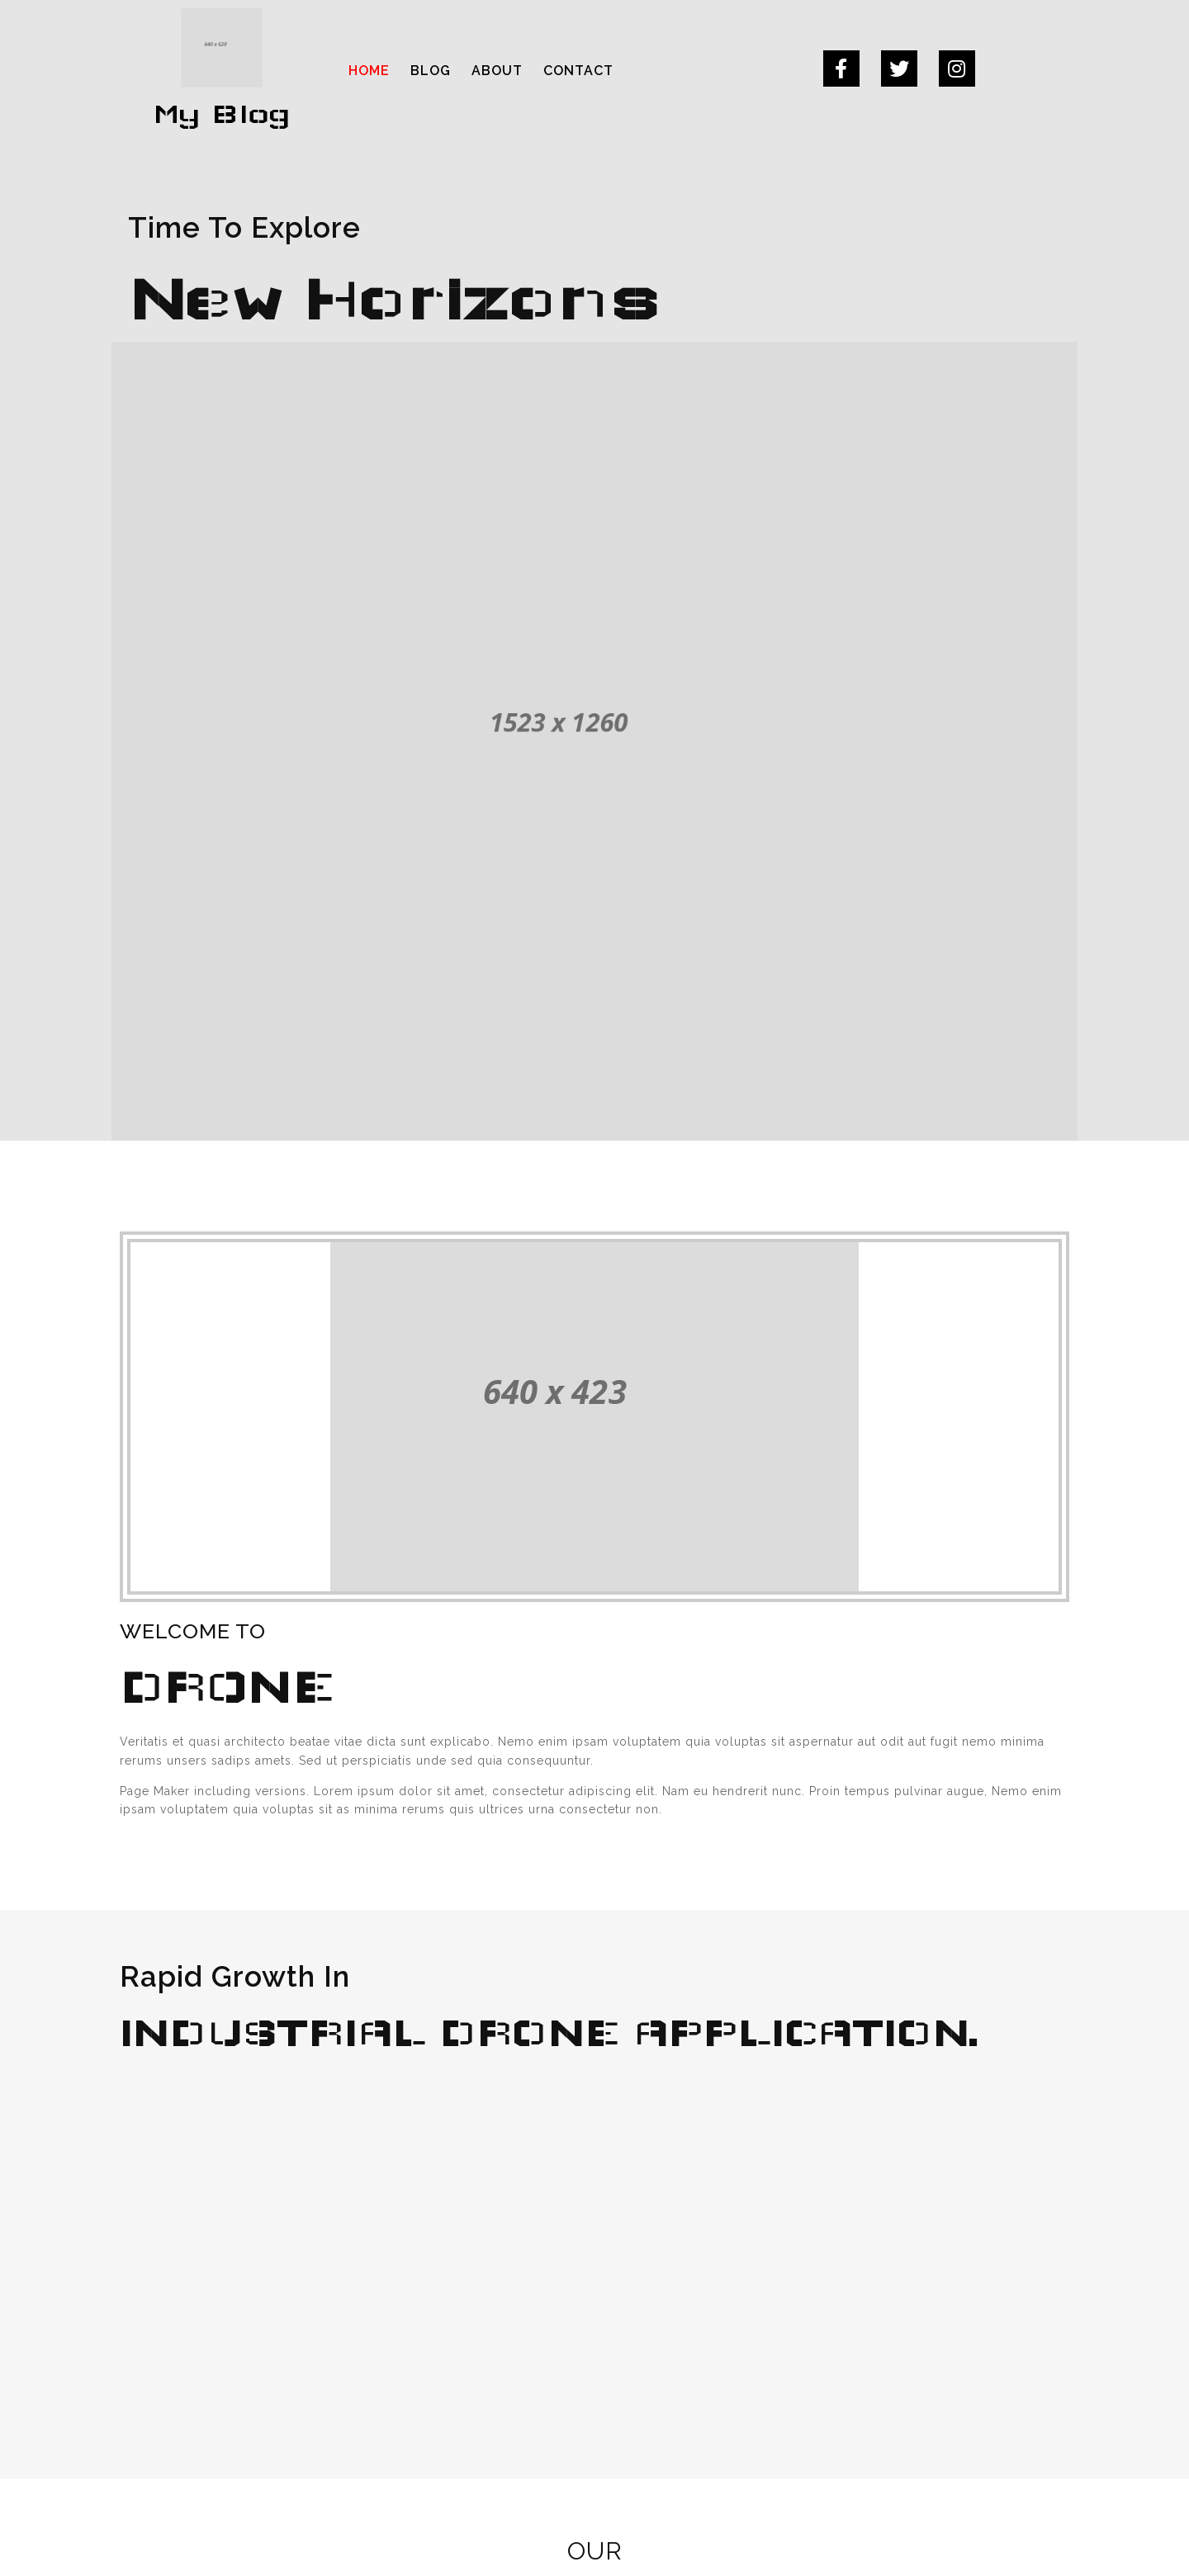 640 x 620
My Blog
HOME BLOG ABOUT CONTACT
Time To Explore
New Horizons
1523 x 1260
640 x 423
WELCOME TO
DRONE
Veritatis et quasi architecto beatae vitae dicta sunt explicabo. Nemo enim ipsam voluptatem quia voluptas sit aspernatur aut odit aut fugit nemo minima
rerums unsers sadips amets. Sed ut perspiciatis unde sed quia consequuntur.
Page Maker including versions. Lorem ipsum dolor sit amet, consectetur adipiscing elit. Nam eu hendrerit nunc. Proin tempus pulvinar augue, Nemo enim
ipsam voluptatem quia voluptas sit as minima rerums quis ultrices urna consectetur non.
Rapid Growth In
INDUSTRIAL DRONE APPLICATION.
OUR